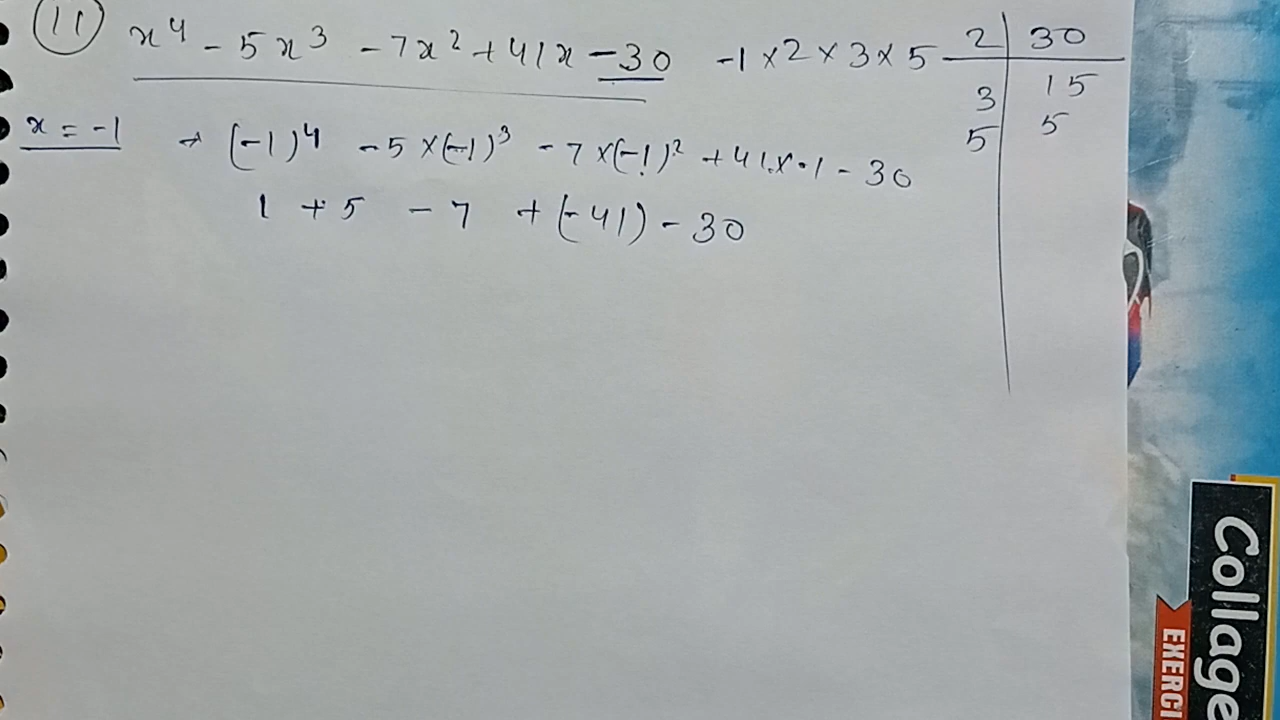 11 x⁴ - 5x³ - 7x² + 41x - 30 -1 × 2 × 3 × 5
2 | 30
3 | 15
5 | 5
x = -1 → (-1)⁴ - 5 × (-1)³ - 7 × (-1)² + 41 × -1 - 30
1 + 5 - 7 + (-41) - 30
Collage
EXERCI